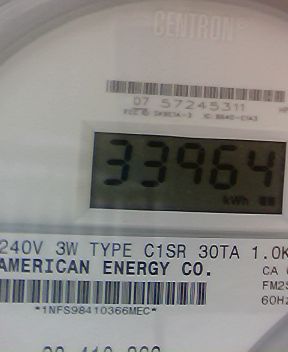 CENTRON®
07 57245311
33964
kWh
240V 3W TYPE C1SR 30TA 1.0K
AMERICAN ENERGY CO.
CA
FM2S
60Hz
*1NFS98410366MEC*